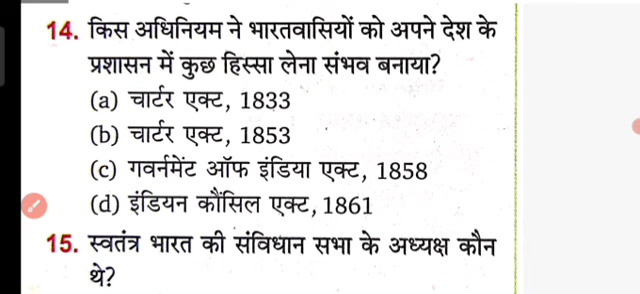 14. किस अधिनियम ने भारतवासियों को अपने देश के
प्रशासन में कुछ हिस्सा लेना संभव बनाया?
(a) चार्टर एक्ट, 1833
(b) चार्टर एक्ट, 1853
(c) गवर्नमेंट ऑफ इंडिया एक्ट, 1858
(d) इंडियन कौंसिल एक्ट, 1861
15. स्वतंत्र भारत की संविधान सभा के अध्यक्ष कौन
थे?